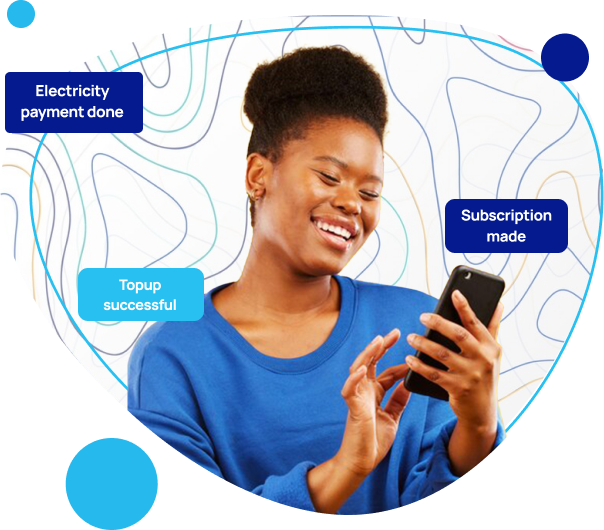 Electricity
payment done
Subscription
made
Topup
successful